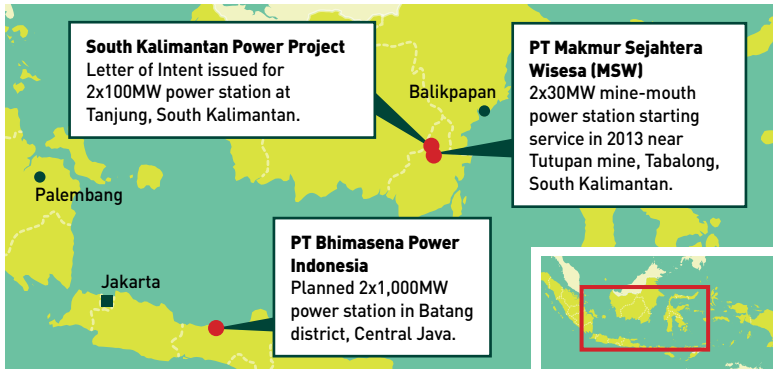 South Kalimantan Power Project
Letter of Intent issued for
2x100MW power station at
Tanjung, South Kalimantan.
PT Makmur Sejahtera
Wisesa (MSW)
2x30MW mine-mouth
power station starting
service in 2013 near
Tutupan mine, Tabalong,
South Kalimantan.
Balikpapan
Palembang
PT Bhimasena Power
Indonesia
Planned 2x1,000MW
power station in Batang
district, Central Java.
Jakarta